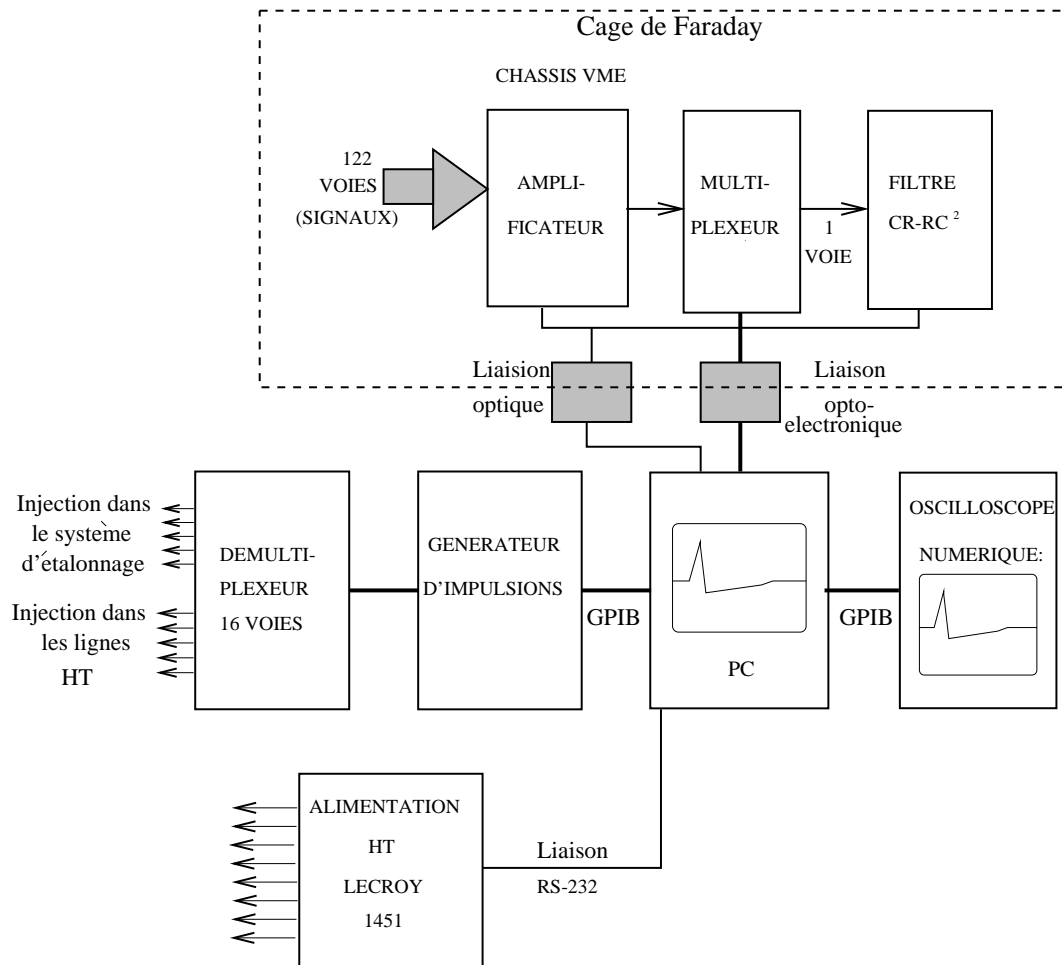 Cage de Faraday
CHASSIS VME
122
VOIES
(SIGNAUX)
AMPLI-
FICATEUR
MULTI-
PLEXEUR
1
VOIE
FILTRE
CR-RC 2
Liaision
optique
Liaison
opto-
electronique
Injection dans
le système
d'étalonnage
Injection dans
les lignes
HT
DEMULTI-
PLEXEUR
16 VOIES
GENERATEUR
D'IMPULSIONS
GPIB
PC
GPIB
OSCILLOSCOPE
NUMERIQUE:
ALIMENTATION
HT
LECROY
1451
Liaison
RS-232